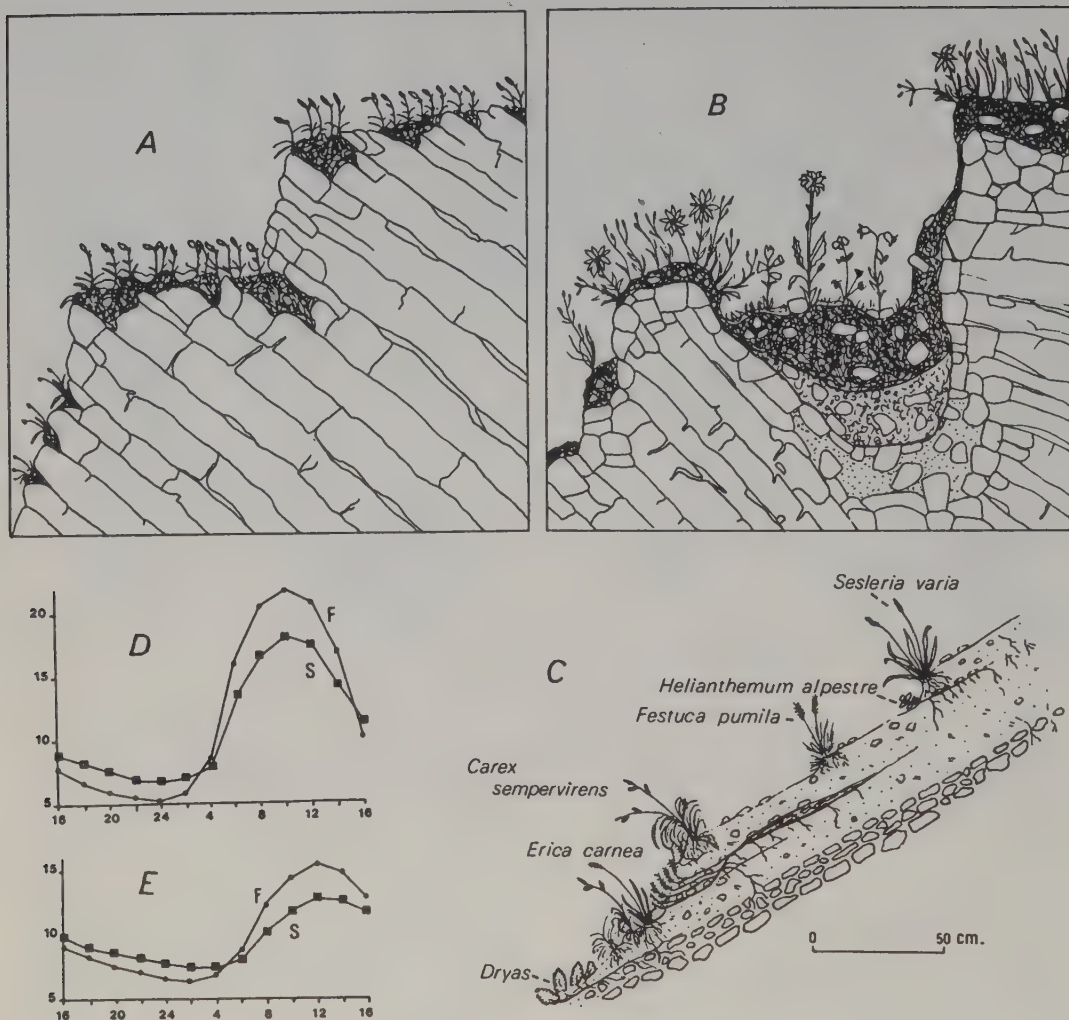 A
B
D
20
15
10
5
F
S
16 20 24 4 8 12 16
E
15
10
5
F
S
16 20 24 4 8 12 16
C
Sesleria varia
Helianthemum alpestre
Festuca pumila
Carex
sempervirens
Erica carnea
Dryas
0 50 cm.